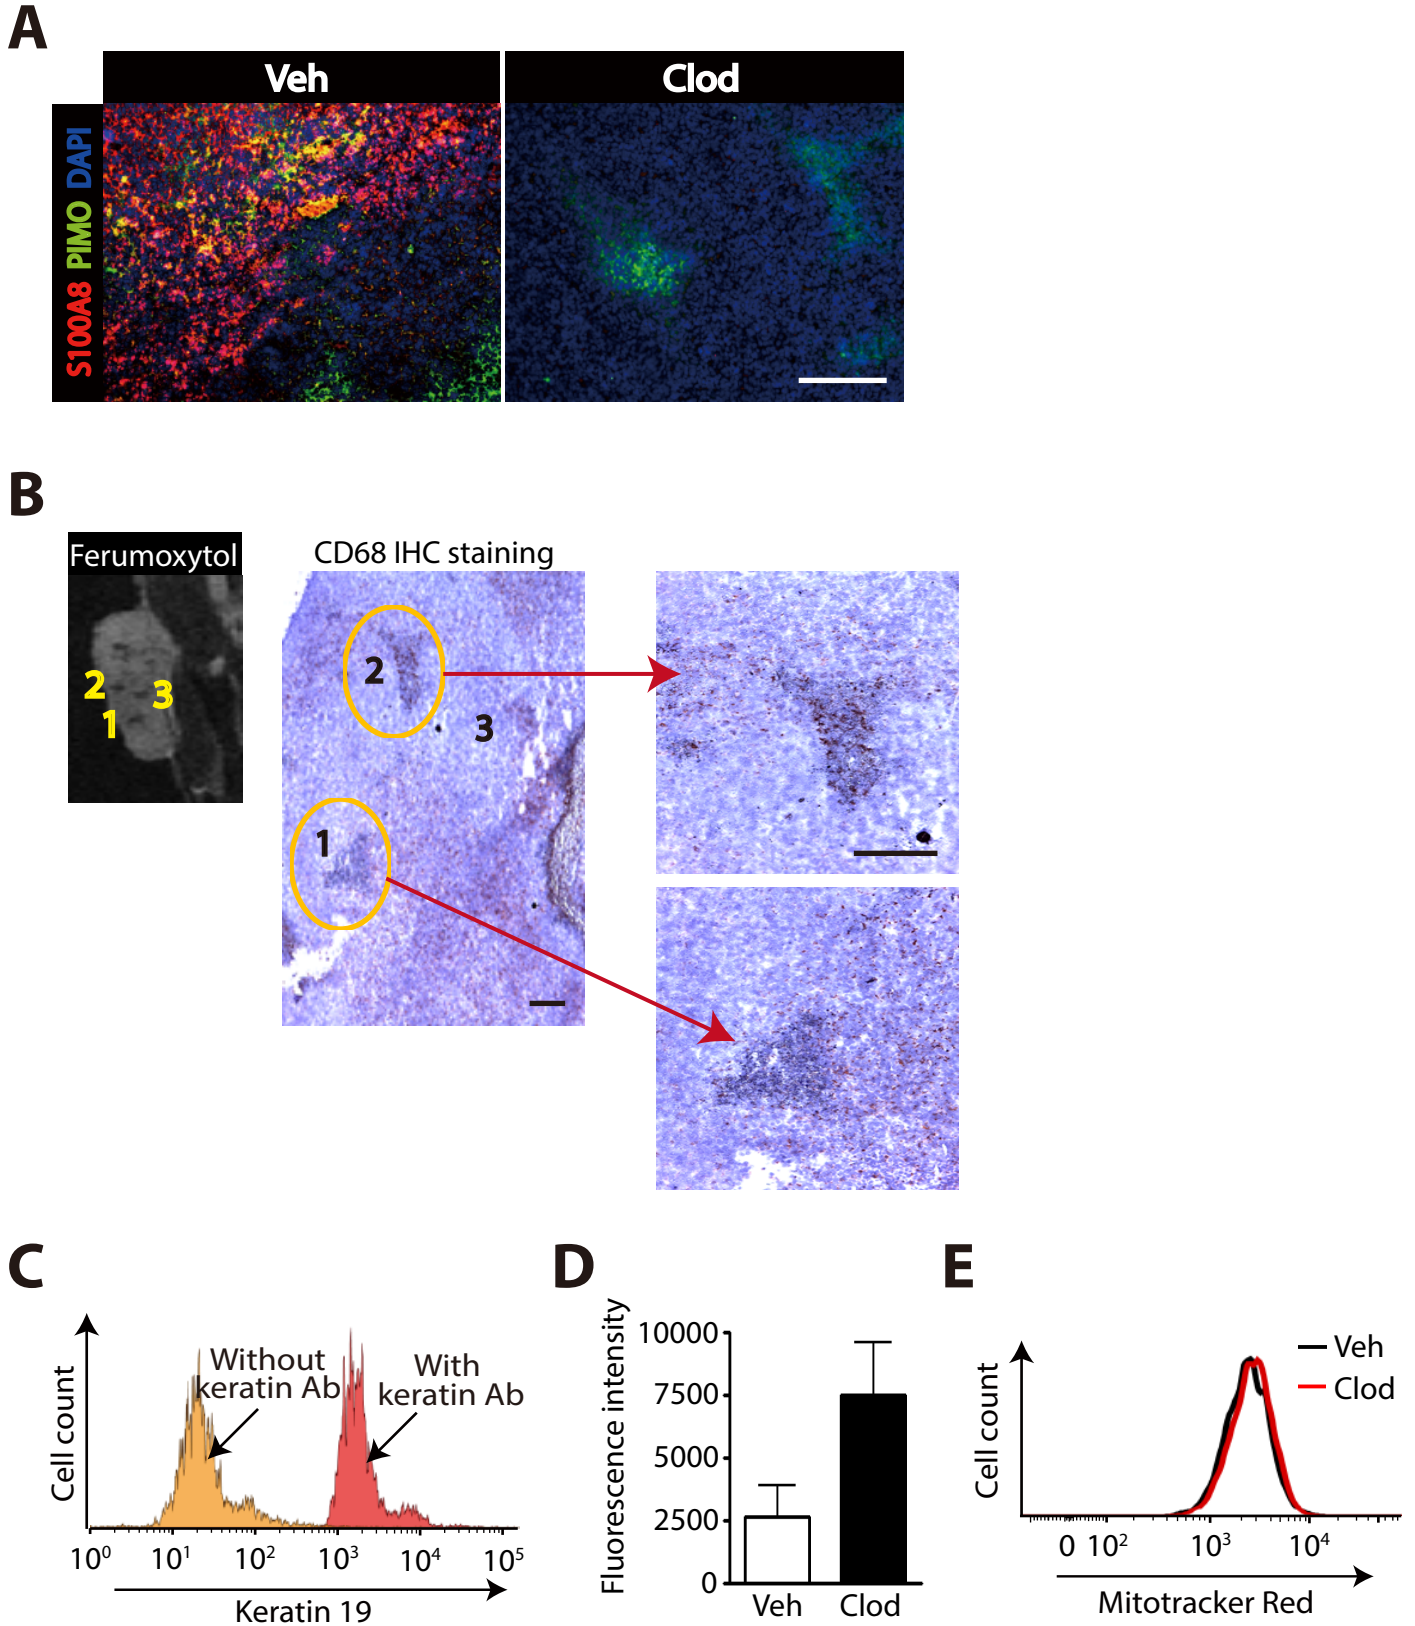 A
Veh
Clod
S100A8 PIMO DAPI
B
Ferumoxytol
CD68 IHC staining
2
1
3
2
3
1
C
D
E
Cell count
Without
keratin Ab
With
keratin Ab
10⁰ 10¹ 10² 10³ 10⁴ 10⁵
Keratin 19
Fluorescence intensity
10000
7500
5000
2500
0
Veh Clod
Cell count
Veh
Clod
0 10² 10³ 10⁴
Mitotracker Red